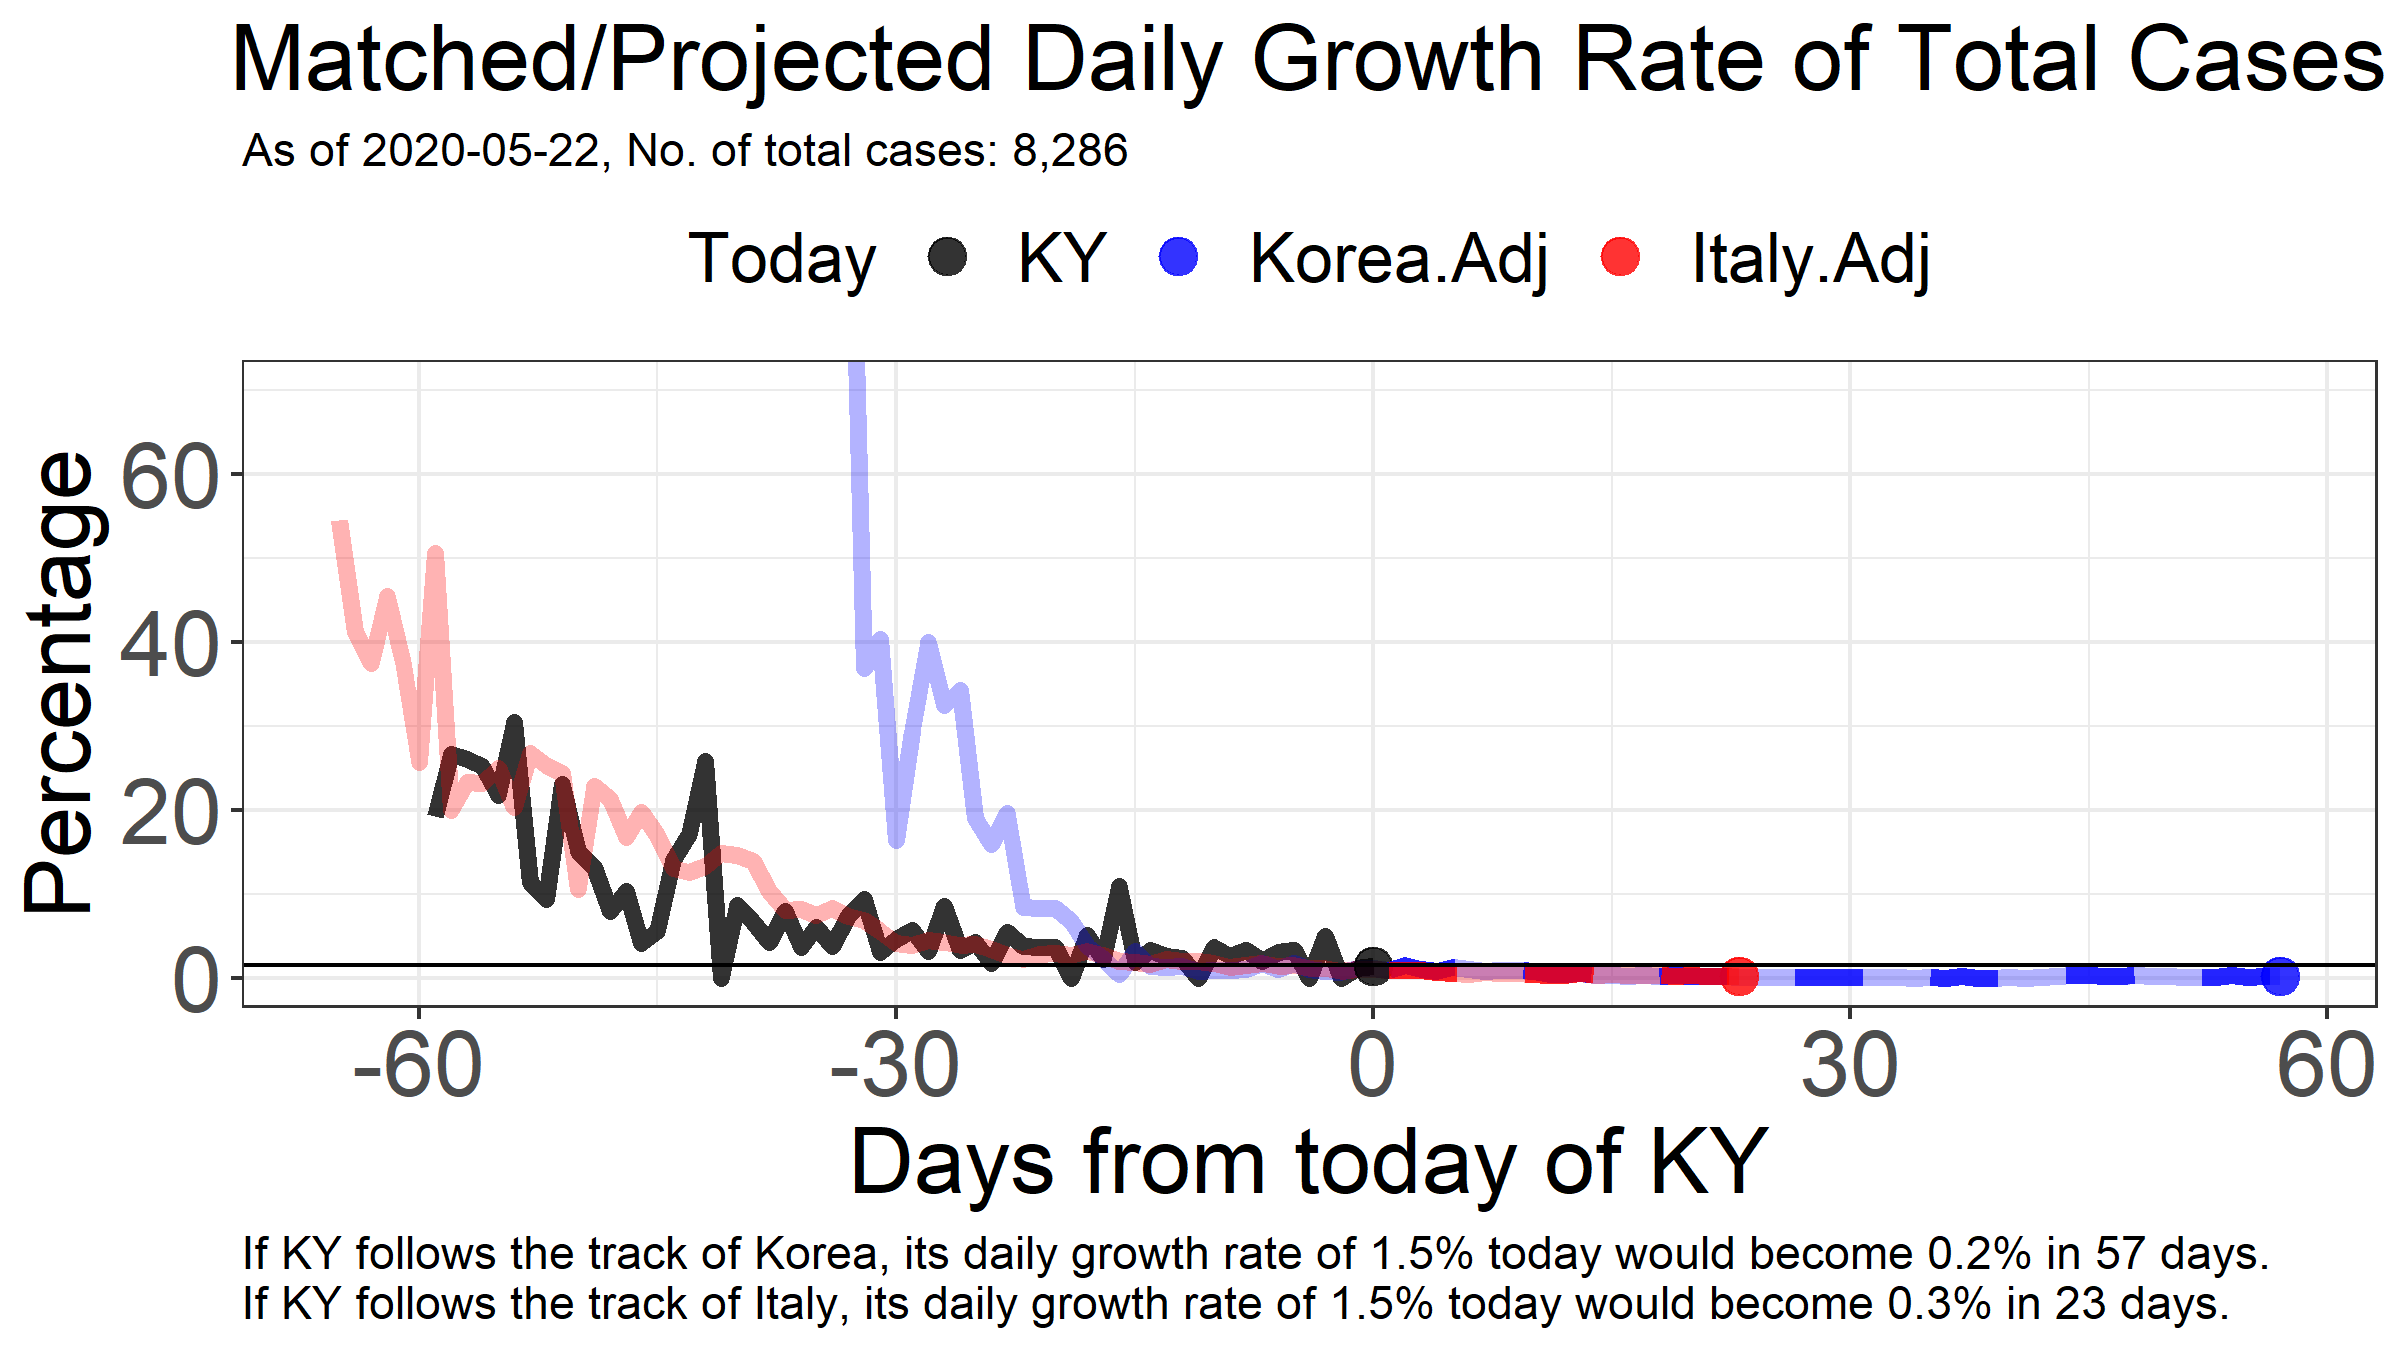 Matched/Projected Daily Growth Rate of Total Cases
As of 2020-05-22, No. of total cases: 8,286
Today KY Korea.Adj Italy.Adj
Percentage
60
40
20
0
-60 -30 0 30 60
Days from today of KY
If KY follows the track of Korea, its daily growth rate of 1.5% today would become 0.2% in 57 days.
If KY follows the track of Italy, its daily growth rate of 1.5% today would become 0.3% in 23 days.